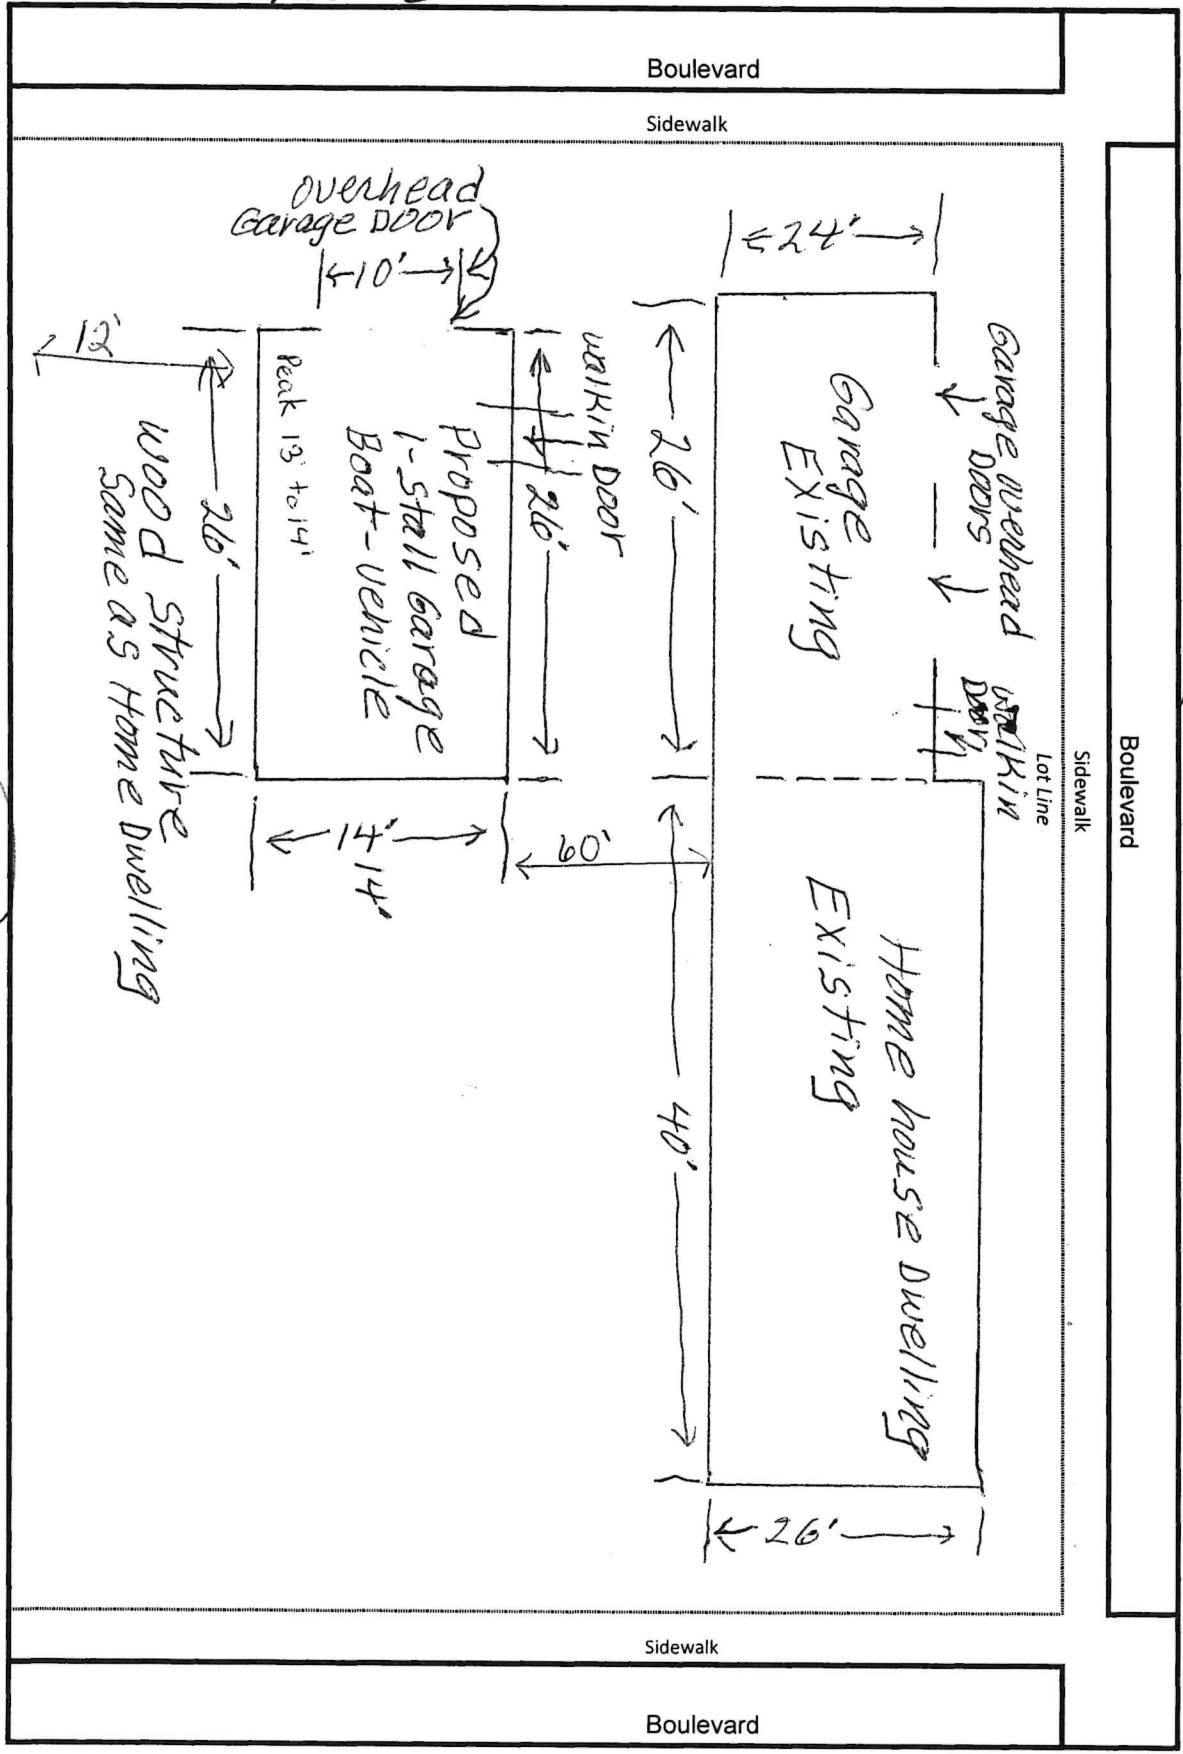 Boulevard
Sidewalk
overhead
Garage Door
10'
24'
12'
26'
Peak 13' to 14'
Proposed
1-Stall Garage
Boat-Vehicle
Walkin Door
26'
26'
Garage
Existing
Garage overhead
Doors
Walkin
Door
Lot Line
Sidewalk
Boulevard
Wood Structure
Same as Home Dwelling
14'
14'
60'
40'
Home house Dwelling
Existing
26'
Sidewalk
Boulevard